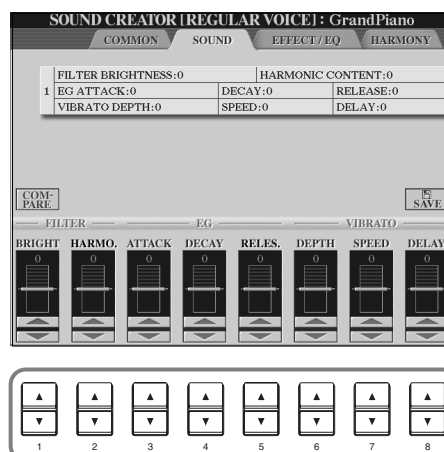 SOUND CREATOR [REGULAR VOICE] : GrandPiano
COMMON SOUND EFFECT / EQ HARMONY
FILTER BRIGHTNESS:0 HARMONIC CONTENT:0
1 EG ATTACK:0 DECAY:0 RELEASE:0
VIBRATO DEPTH:0 SPEED:0 DELAY:0
COM-
PARE
SAVE
FILTER EG VIBRATO
BRIGHT HARMO. ATTACK DECAY RELES. DEPTH SPEED DELAY
0 0 0 0 0 0 0 0
1 2 3 4 5 6 7 8